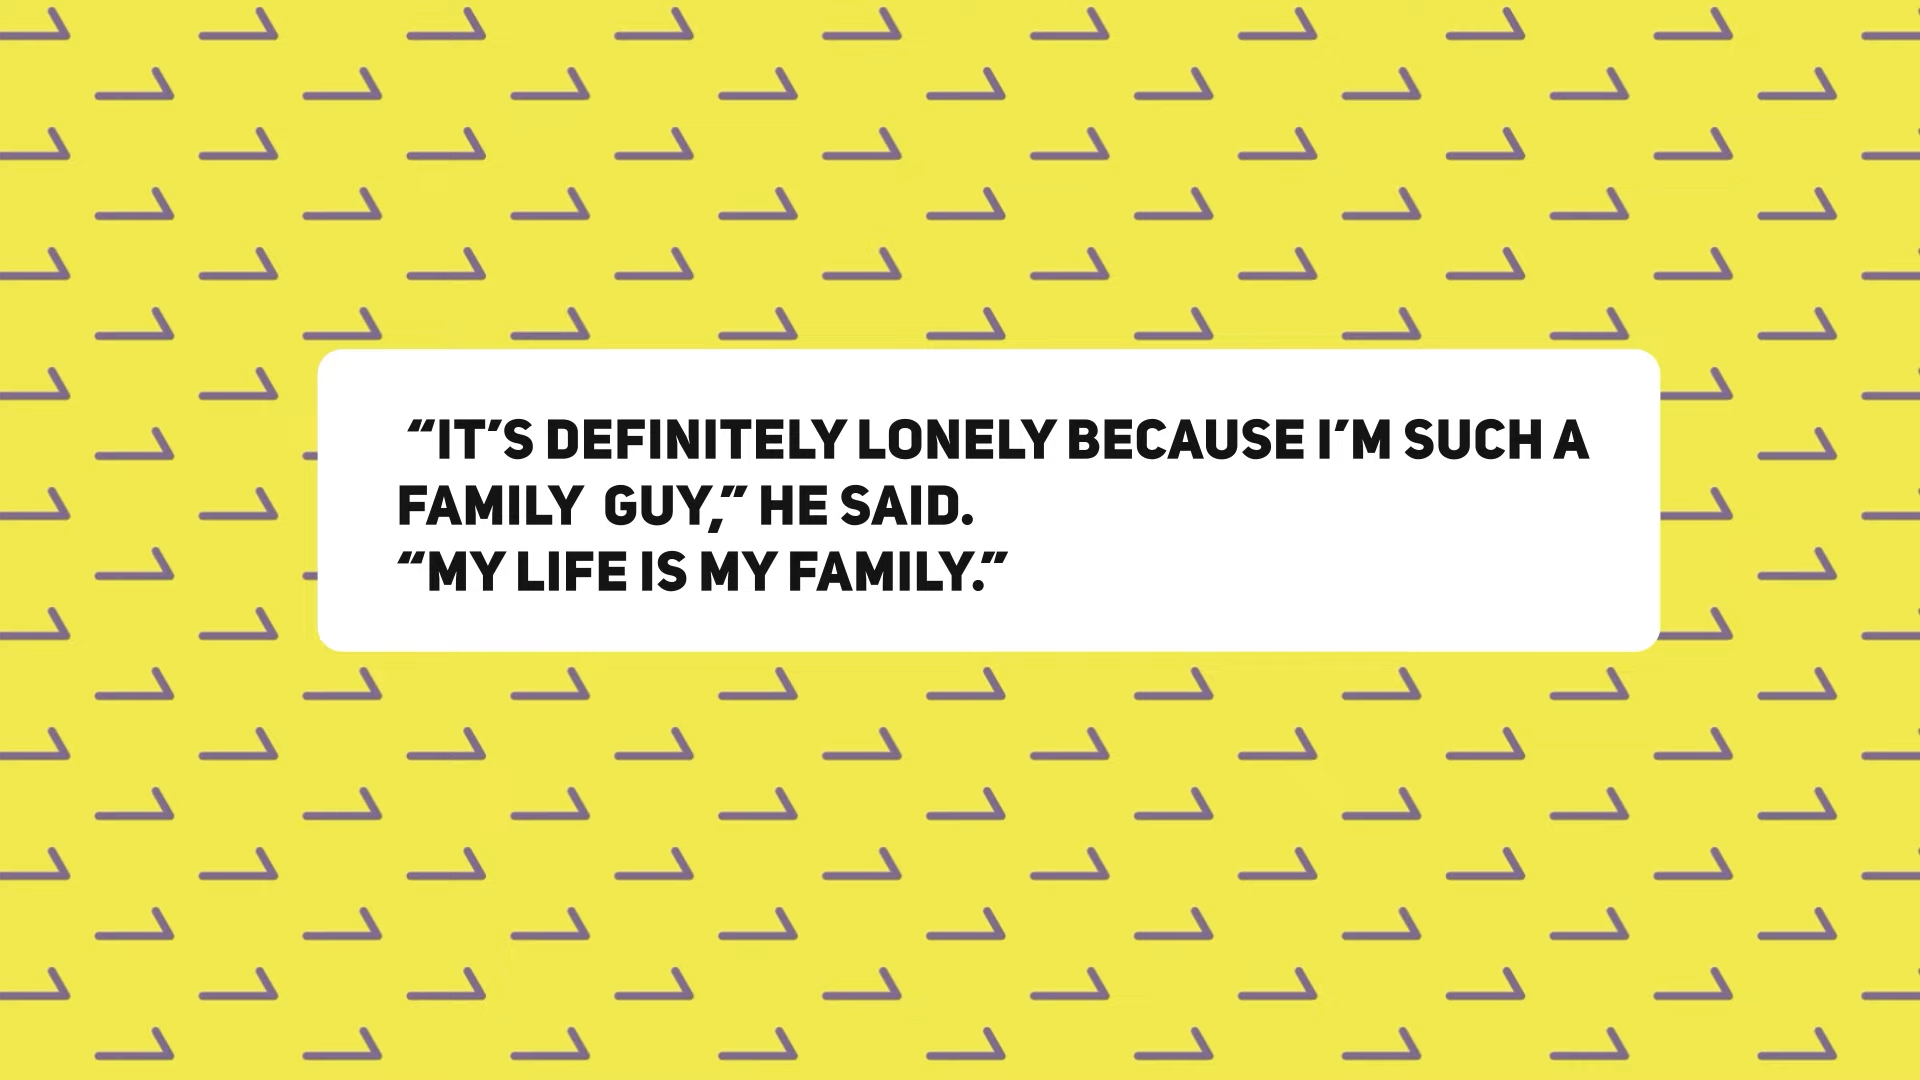 “IT’S DEFINITELY LONELY BECAUSE I’M SUCH A
FAMILY GUY,” HE SAID.
“MY LIFE IS MY FAMILY.”